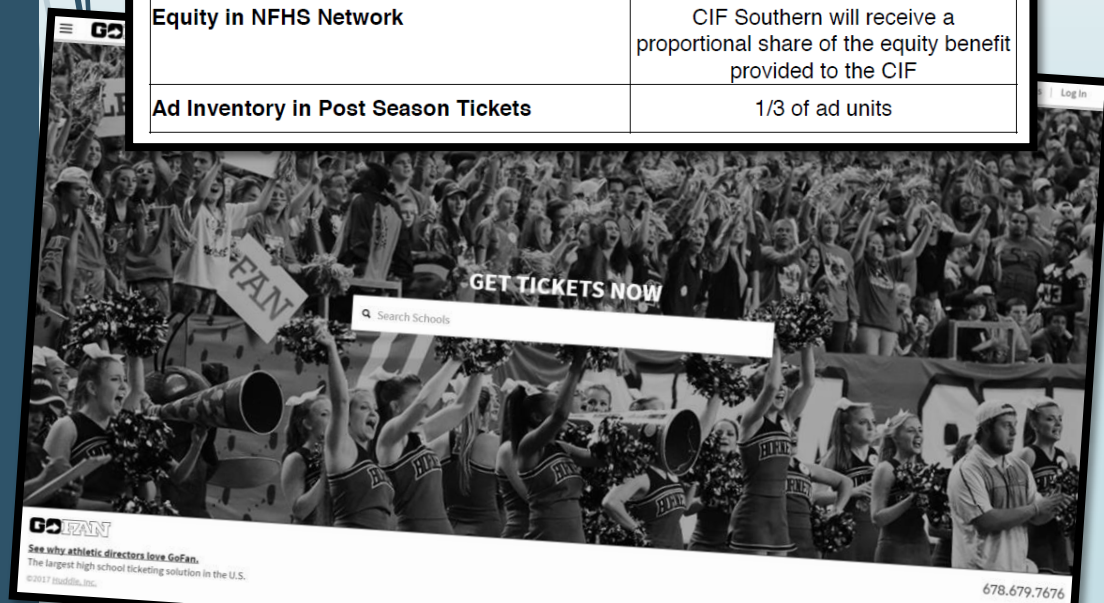 Equity in NFHS Network
CIF Southern will receive a
proportional share of the equity benefit
provided to the CIF
Ad Inventory in Post Season Tickets
1/3 of ad units
GO
Log In
FAN
GET TICKETS NOW
Search Schools
GOFAN
See why athletic directors love GoFan.
The largest high school ticketing solution in the U.S.
©2017 Huddle, Inc.
678.679.7676